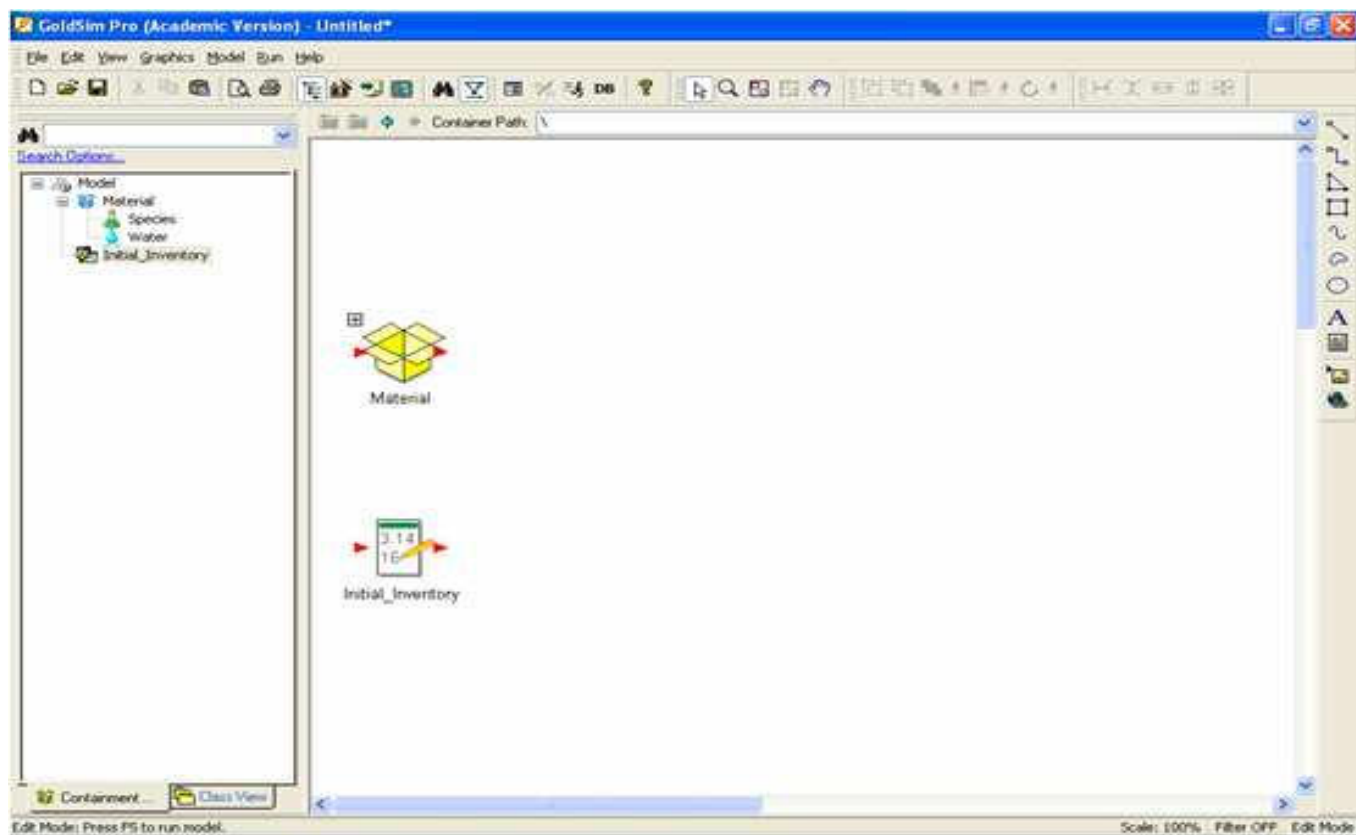 GoldSim Pro (Academic Version) - Untitled*
File Edit View Graphics Model Run Help
DB
Container Path: \
Search Options...
Model
Material
Species
Water
Initial_Inventory
Material
3.14
16
Initial_Inventory
A
Containment... Class View
Edit Mode: Press F5 to run model. Scale: 100% Filter OFF Edit Mode